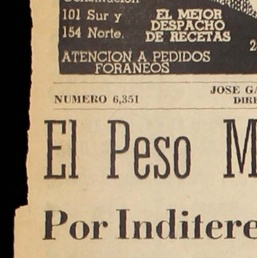 101 Sur y
154 Norte.
EL MEJOR
DESPACHO
DE RECETAS
ATENCION A PEDIDOS
FORANEOS
NUMERO 6,351
JOSE
El Peso
Por